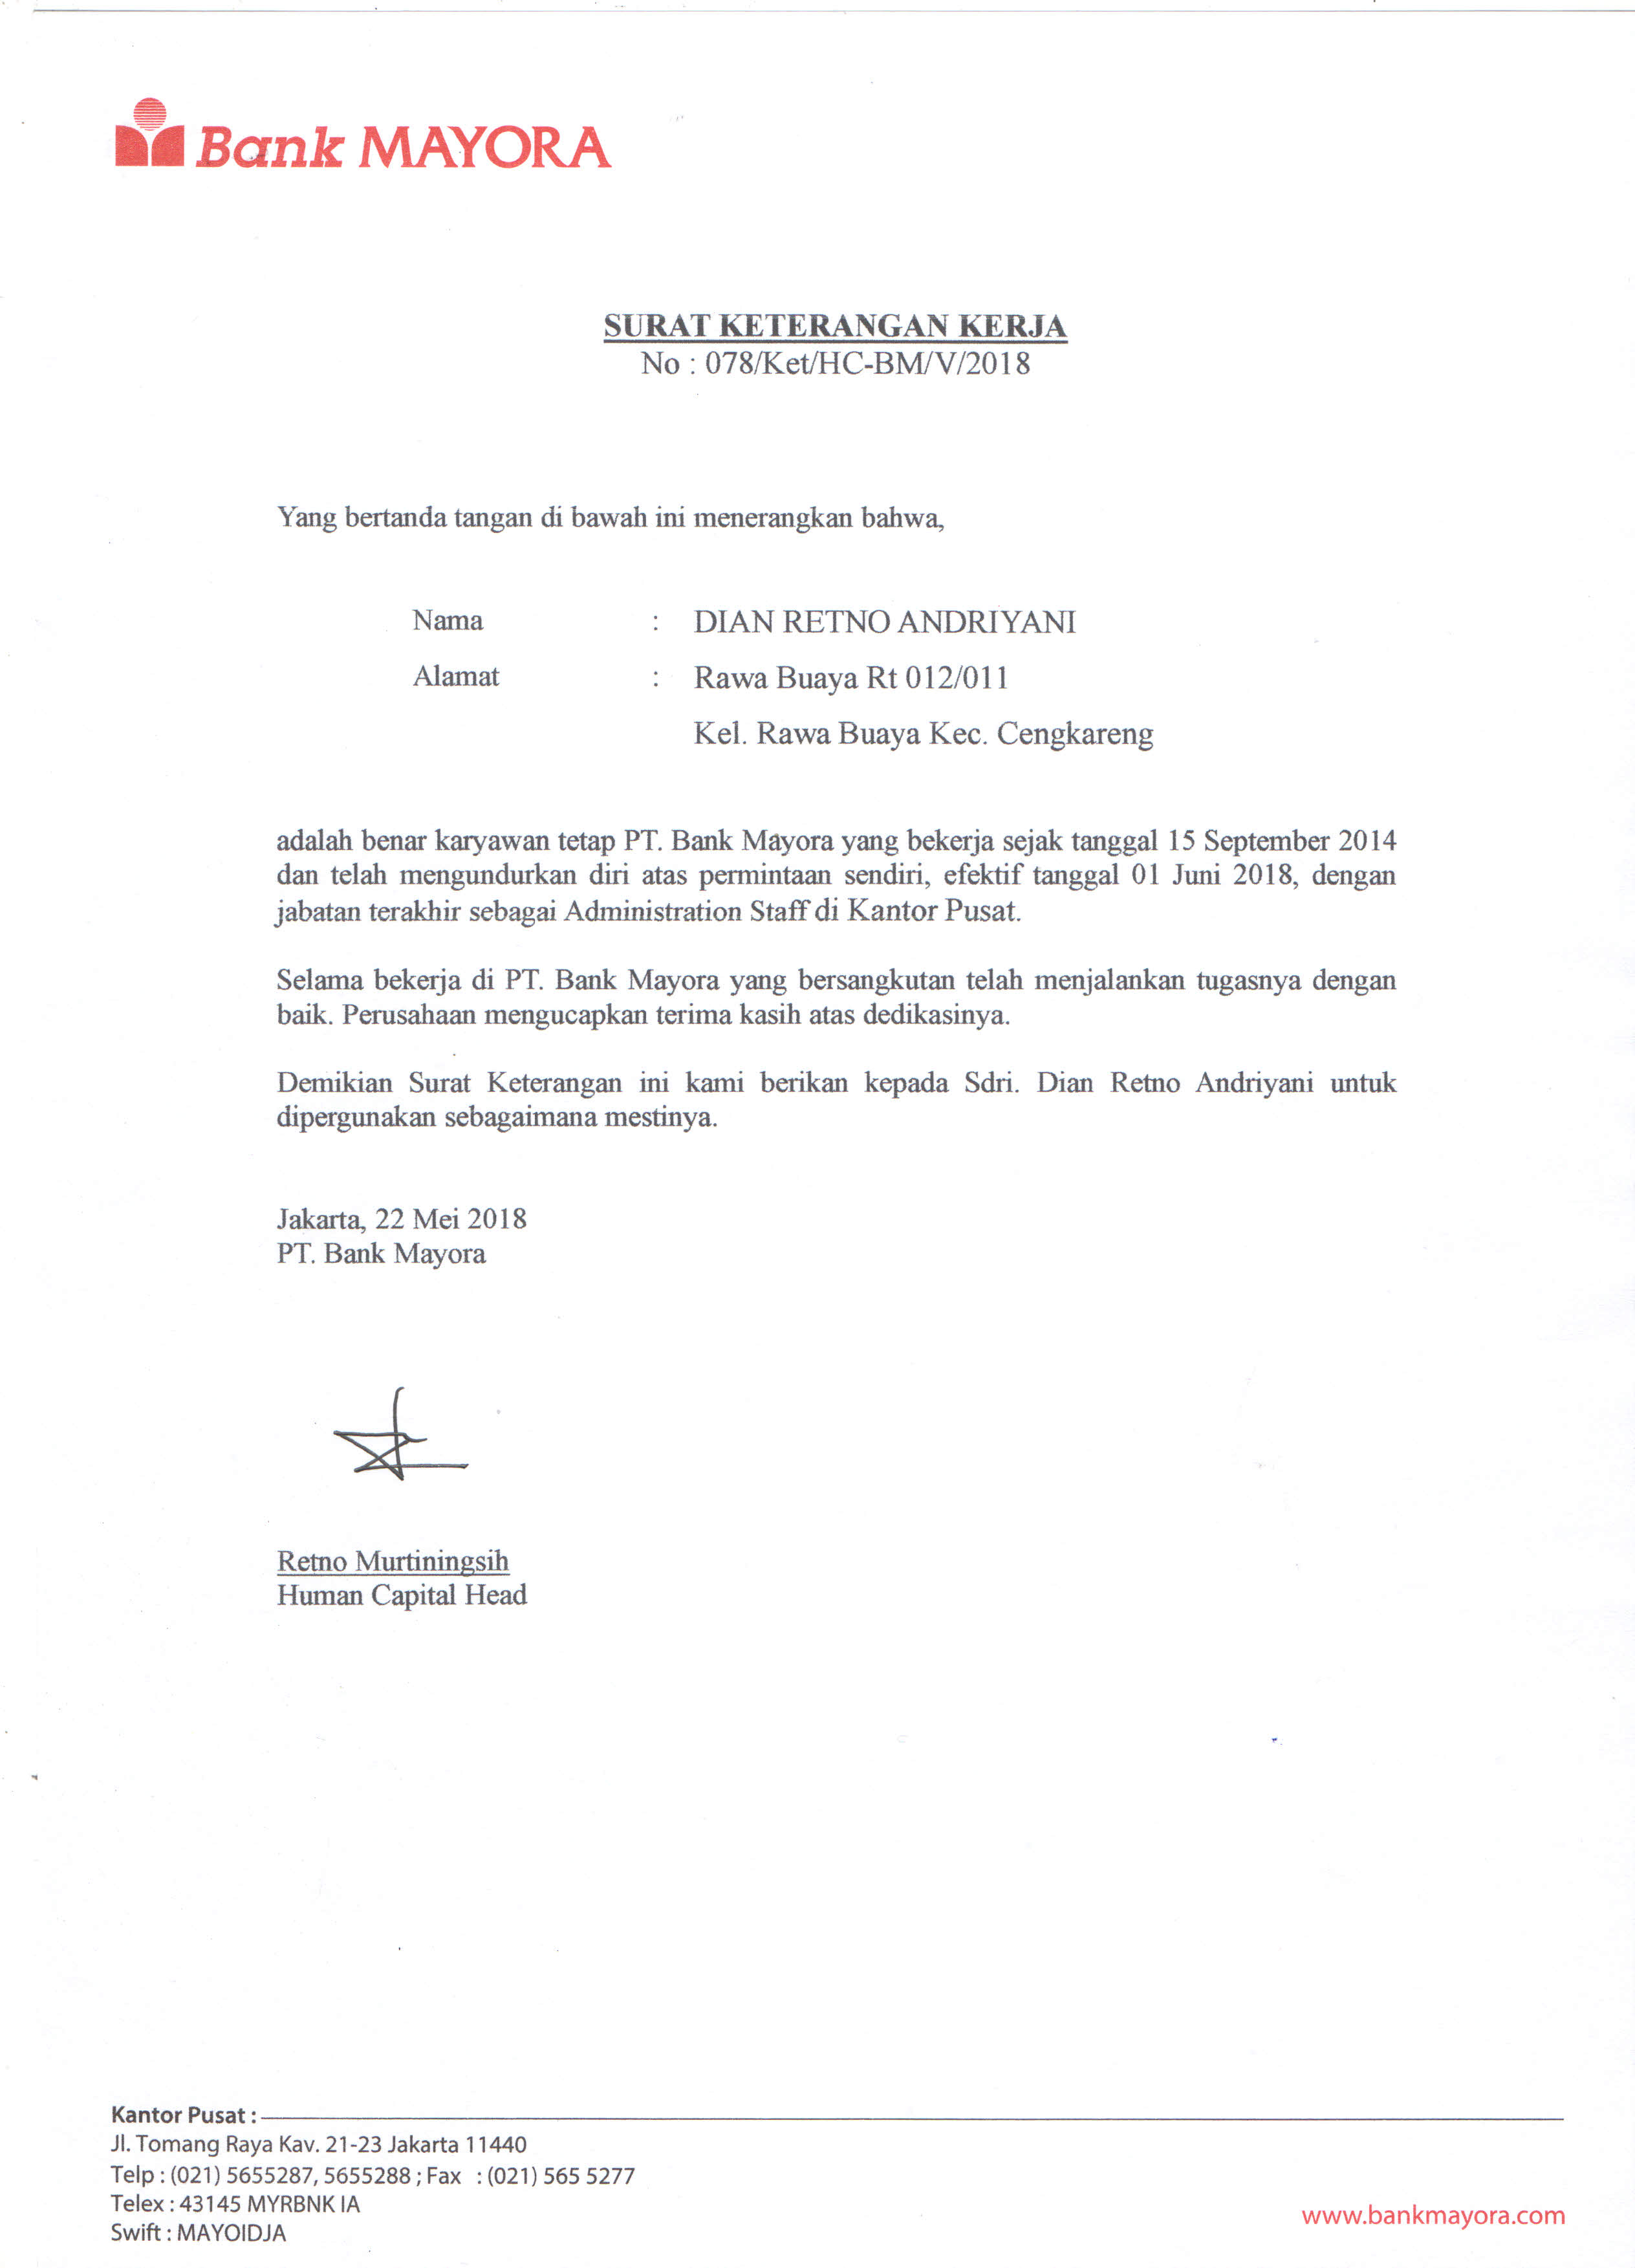 Bank MAYORA
SURAT KETERANGAN KERJA
No : 078/Ket/HC-BM/V/2018
Yang bertanda tangan di bawah ini menerangkan bahwa,
Nama : DIAN RETNO ANDRIYANI
Alamat : Rawa Buaya Rt 012/011
Kel. Rawa Buaya Kec. Cengkareng
adalah benar karyawan tetap PT. Bank Mayora yang bekerja sejak tanggal 15 September 2014
dan telah mengundurkan diri atas permintaan sendiri, efektif tanggal 01 Juni 2018, dengan
jabatan terakhir sebagai Administration Staff di Kantor Pusat.
Selama bekerja di PT. Bank Mayora yang bersangkutan telah menjalankan tugasnya dengan
baik. Perusahaan mengucapkan terima kasih atas dedikasinya.
Demikian Surat Keterangan ini kami berikan kepada Sdri. Dian Retno Andriyani untuk
dipergunakan sebagaimana mestinya.
Jakarta, 22 Mei 2018
PT. Bank Mayora
Retno Murtiningsih
Human Capital Head
Kantor Pusat :
Jl. Tomang Raya Kav. 21-23 Jakarta 11440
Telp : (021) 5655287, 5655288 ; Fax : (021) 565 5277
Telex : 43145 MYRBNK IA
Swift : MAYOIDJA
www.bankmayora.com